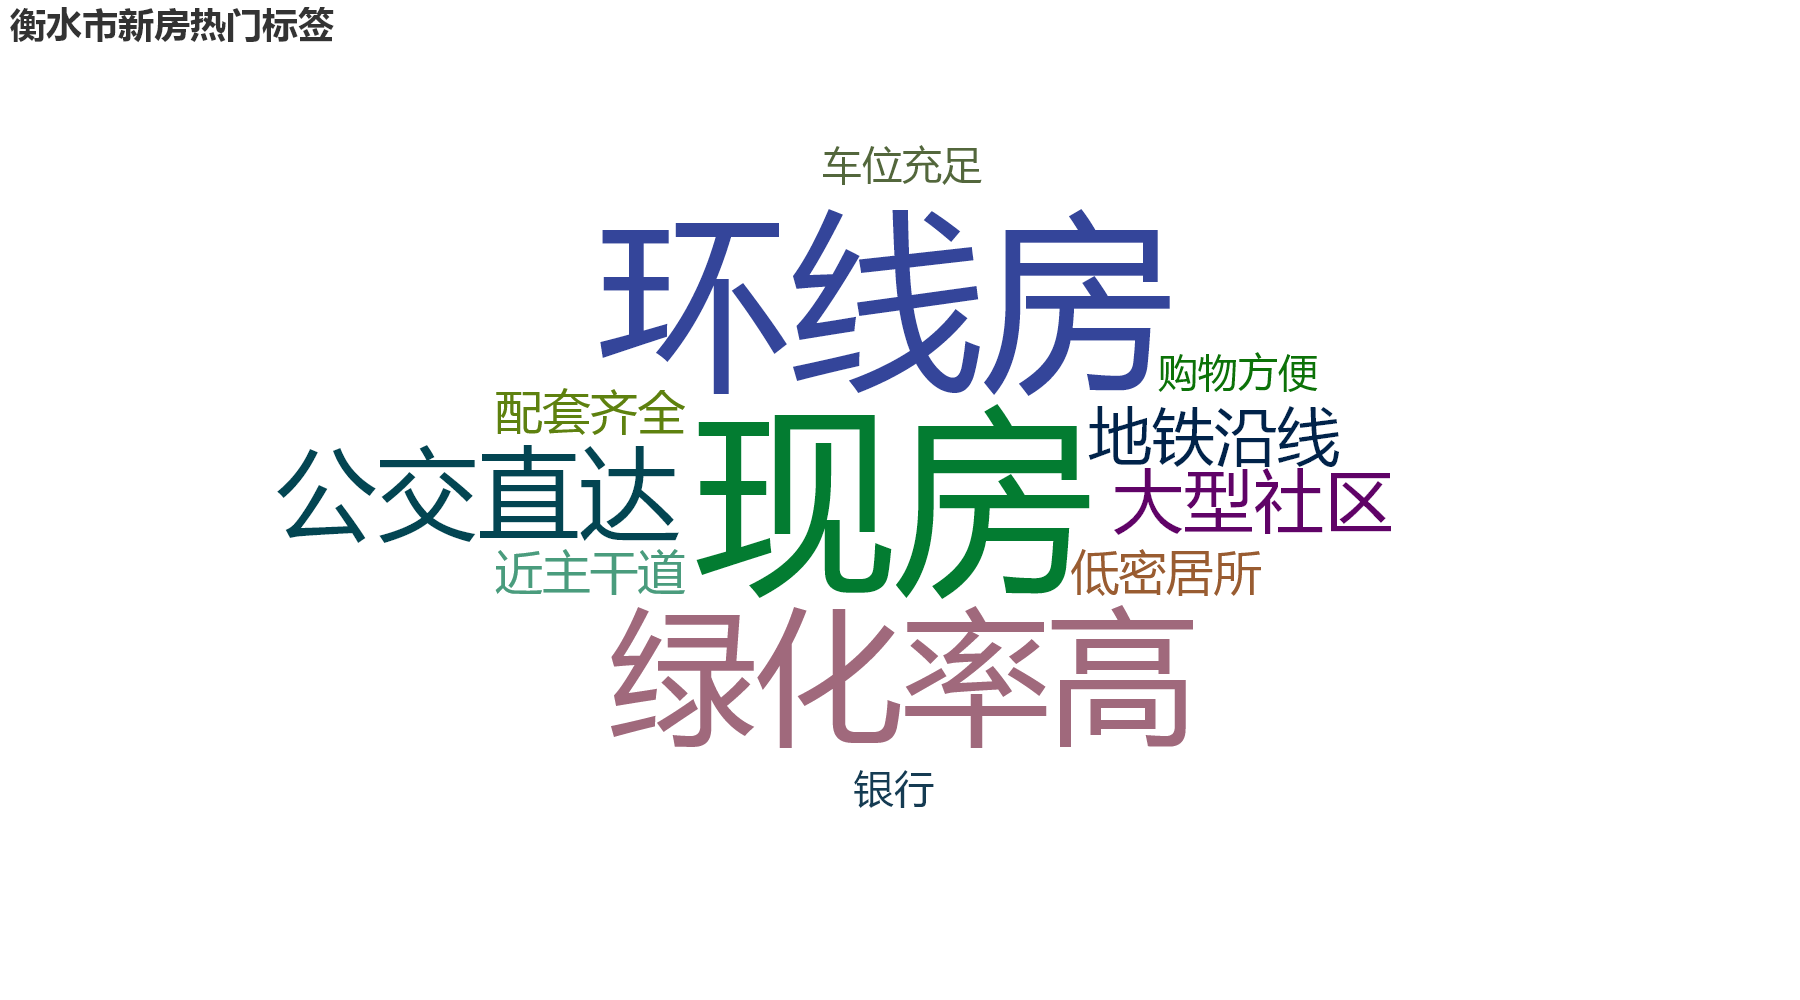 衡水市新房热门标签
车位充足
环线房
购物方便
配套齐全
地铁沿线
公交直达
现房
大型社区
近主干道
低密居所
绿化率高
银行